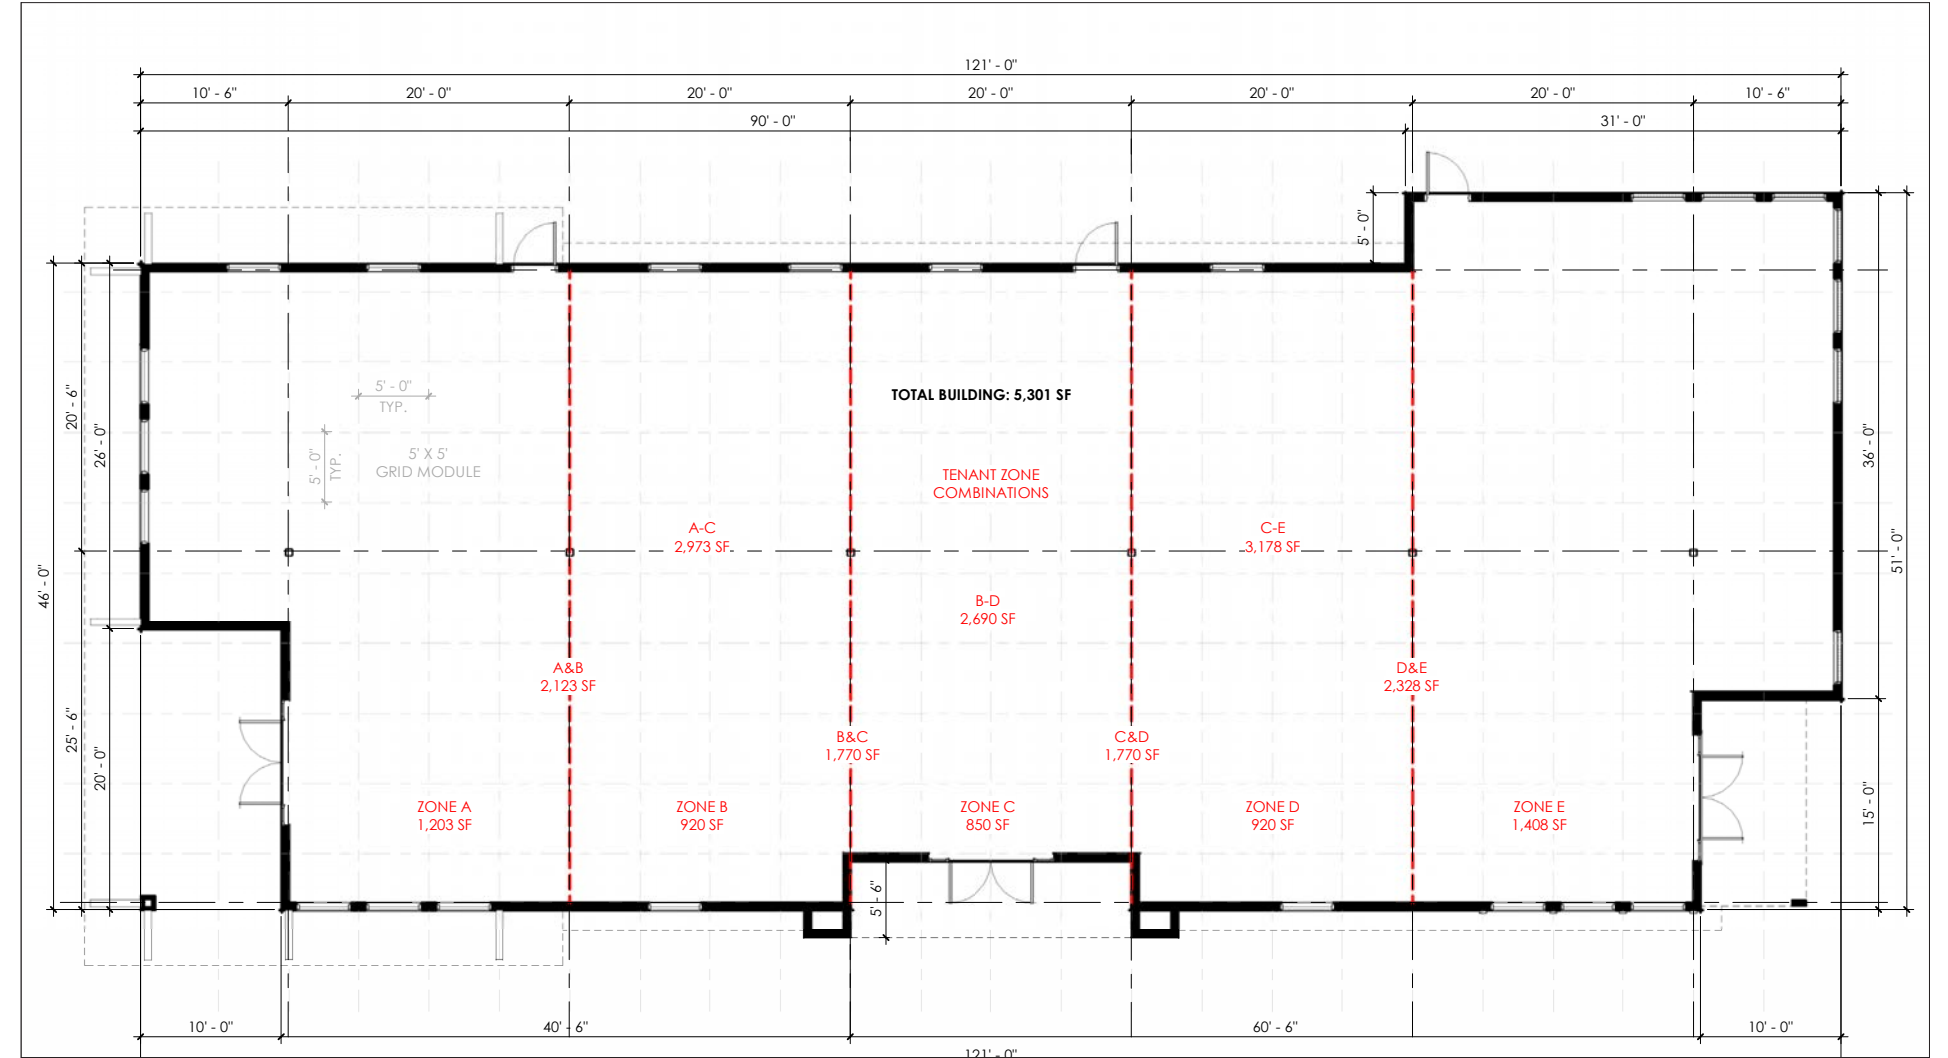 121' - 0"
10' - 6"
20' - 0"
20' - 0"
20' - 0"
20' - 0"
20' - 0"
10' - 6"
90' - 0"
31' - 0"
5' - 0"
5' - 0"
TYP.
5' - 0"
TYP.
5' X 5'
GRID MODULE
TOTAL BUILDING: 5,301 SF
TENANT ZONE
COMBINATIONS
20' - 6"
26' - 0"
36' - 0"
A-C
2,973 SF
C-E
3,178 SF
51' - 0"
46' - 0"
B-D
2,690 SF
A&B
2,123 SF
D&E
2,328 SF
25' - 6"
20' - 0"
B&C
1,770 SF
C&D
1,770 SF
15' - 0"
ZONE A
1,203 SF
ZONE B
920 SF
ZONE C
850 SF
ZONE D
920 SF
ZONE E
1,408 SF
5' - 6"
10' - 0"
40' - 6"
60' - 6"
10' - 0"
121' - 0"